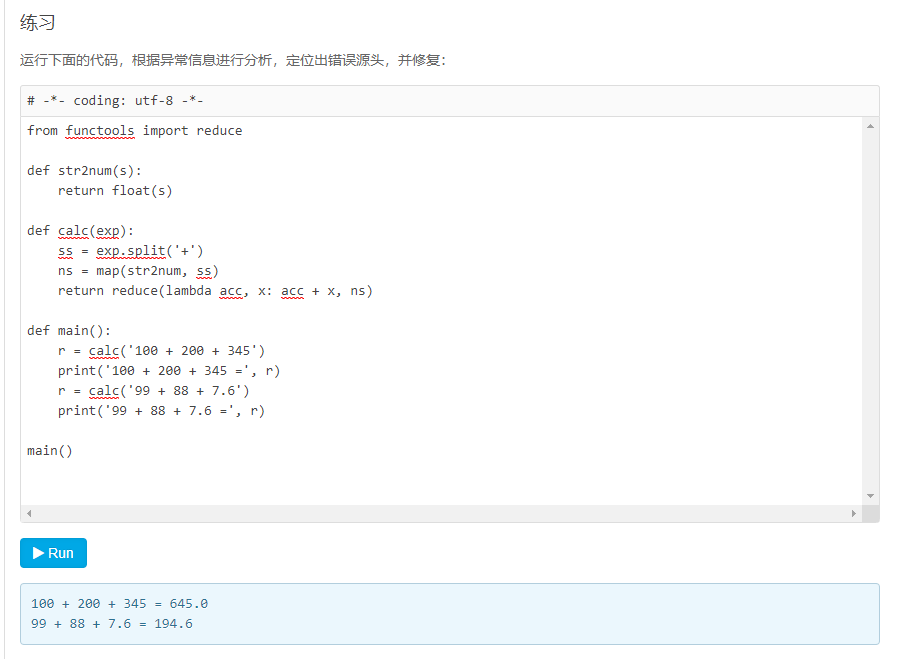 练习
运行下面的代码，根据异常信息进行分析，定位出错误源头，并修复：
# -*- coding: utf-8 -*-
from functools import reduce

def str2num(s):
    return float(s)

def calc(exp):
    ss = exp.split('+')
    ns = map(str2num, ss)
    return reduce(lambda acc, x: acc + x, ns)

def main():
    r = calc('100 + 200 + 345')
    print('100 + 200 + 345 =', r)
    r = calc('99 + 88 + 7.6')
    print('99 + 88 + 7.6 =', r)

main()
Run
100 + 200 + 345 = 645.0
99 + 88 + 7.6 = 194.6